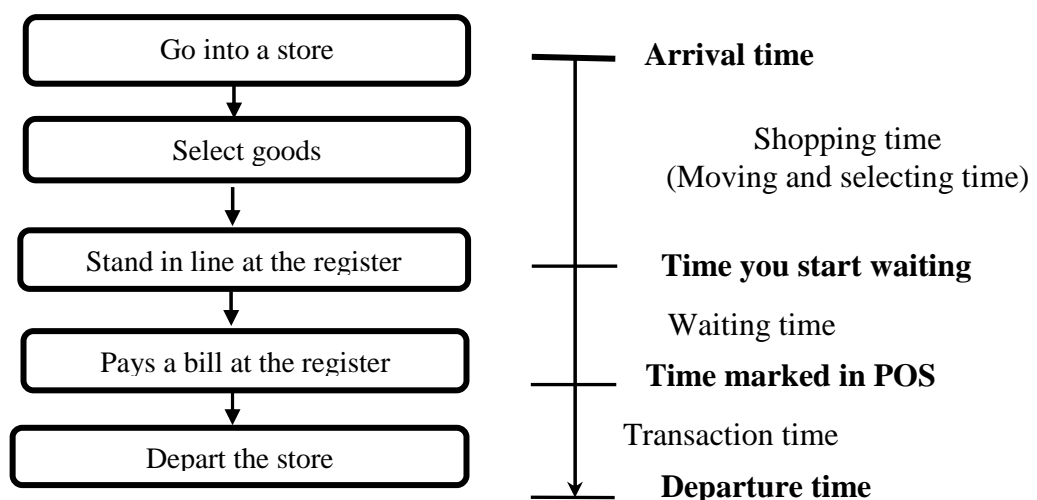 Go into a store
Select goods
Stand in line at the register
Pays a bill at the register
Depart the store
Arrival time
Shopping time
(Moving and selecting time)
Time you start waiting
Waiting time
Time marked in POS
Transaction time
Departure time